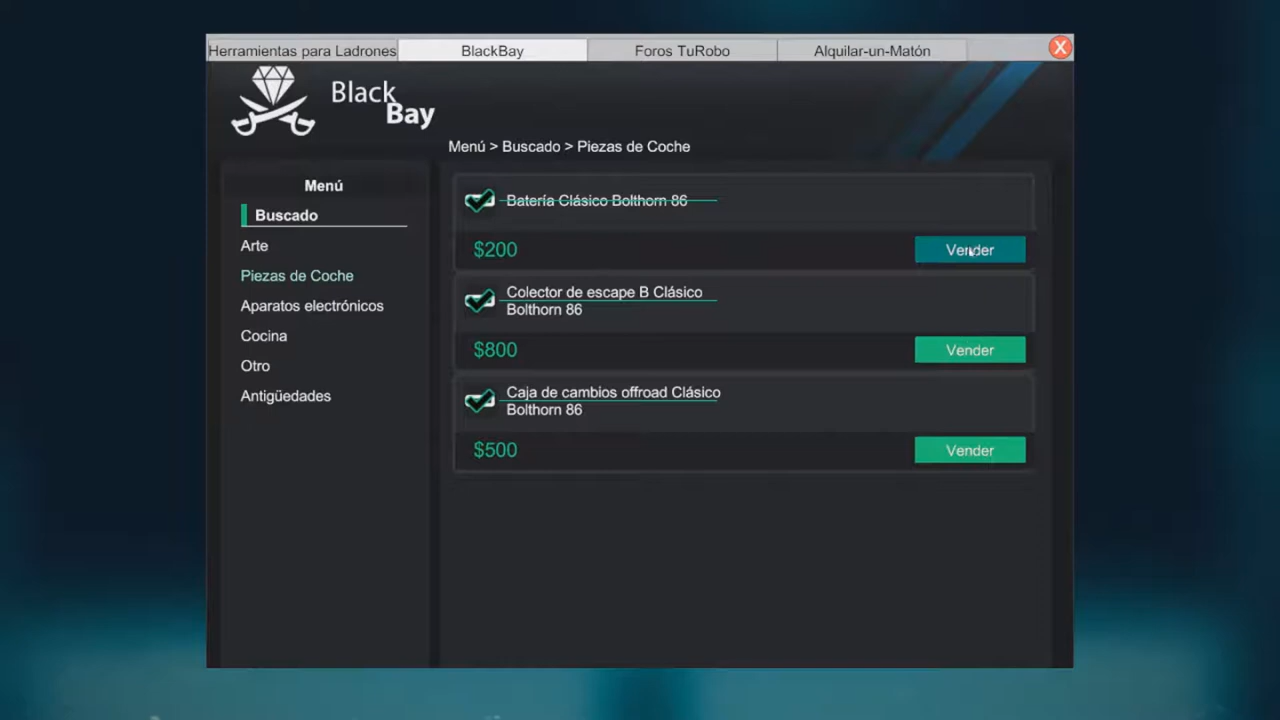 Herramientas para Ladrones
BlackBay
Foros TuRobo
Alquilar-un-Matón
X
Black
Bay
Menú > Buscado > Piezas de Coche
Menú
Buscado
Arte
Piezas de Coche
Aparatos electrónicos
Cocina
Otro
Antigüedades
Batería Clásico Bolthorn 86
$200
Vender
Colector de escape B Clásico
Bolthorn 86
$800
Vender
Caja de cambios offroad Clásico
Bolthorn 86
$500
Vender